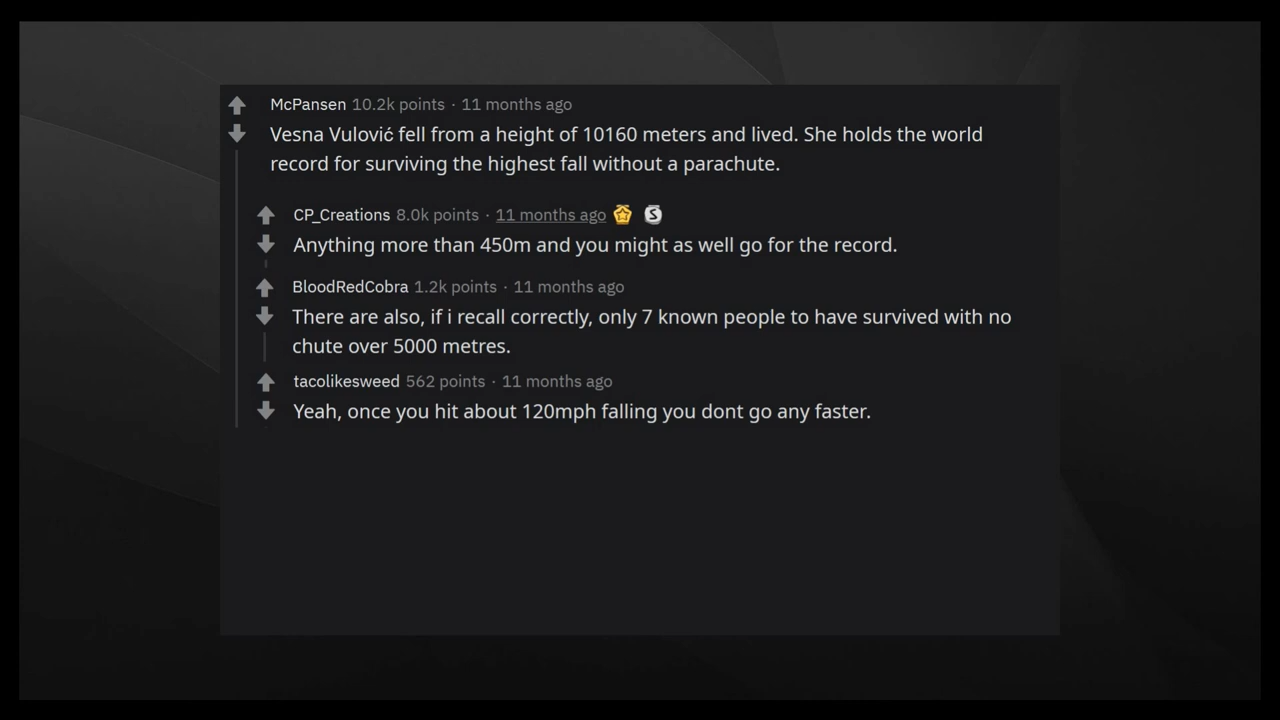 McPansen 10.2k points · 11 months ago
Vesna Vulović fell from a height of 10160 meters and lived. She holds the world
record for surviving the highest fall without a parachute.
CP_Creations 8.0k points · 11 months ago S
Anything more than 450m and you might as well go for the record.
BloodRedCobra 1.2k points · 11 months ago
There are also, if i recall correctly, only 7 known people to have survived with no
chute over 5000 metres.
tacolikesweed 562 points · 11 months ago
Yeah, once you hit about 120mph falling you dont go any faster.